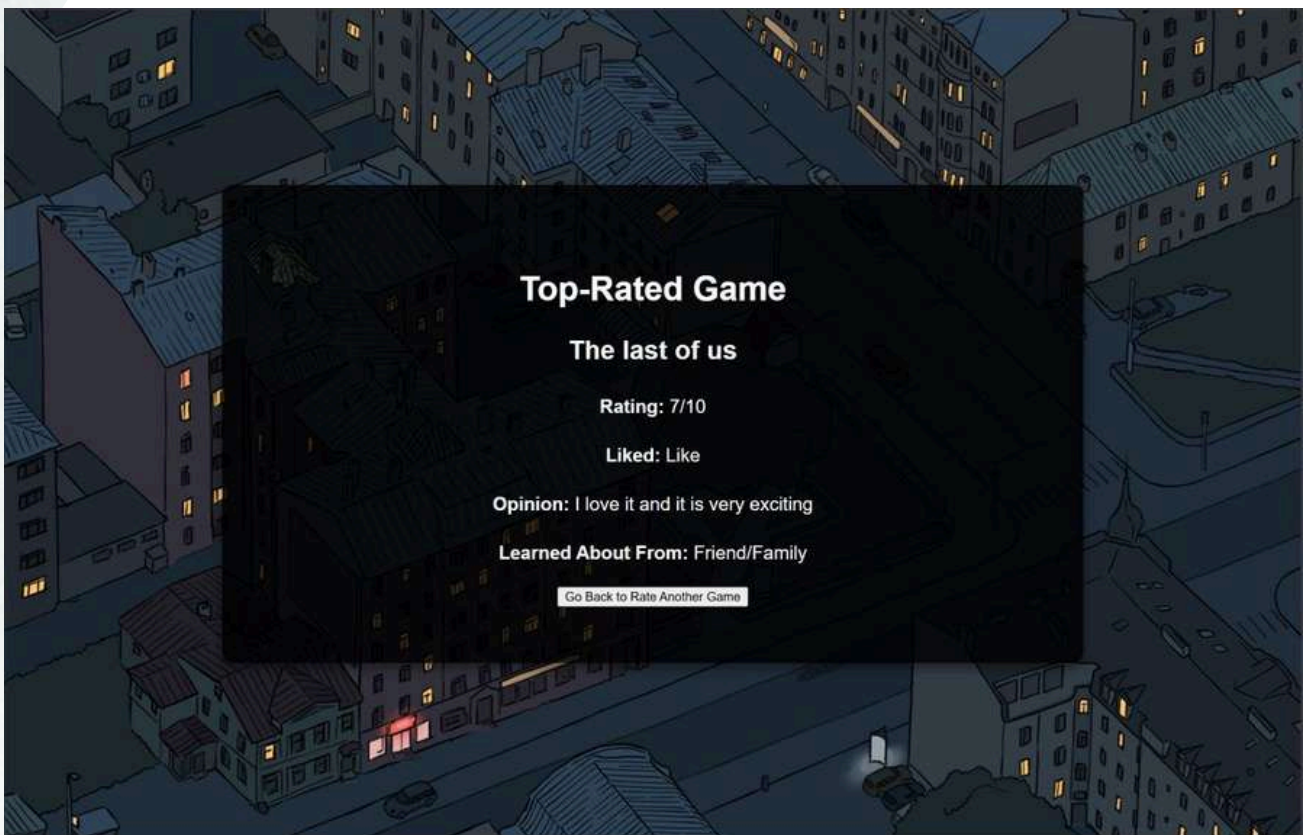 Top-Rated Game
The last of us
Rating: 7/10
Liked: Like
Opinion: I love it and it is very exciting
Learned About From: Friend/Family
Go Back to Rate Another Game